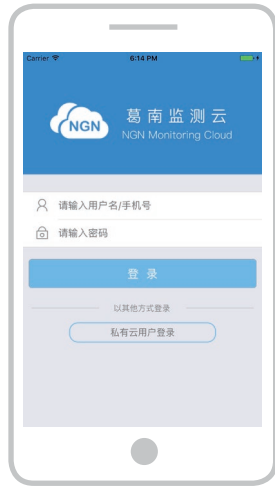 Carrier 6:14 PM
NGN
葛南监测云
NGN Monitoring Cloud
请输入用户名/手机号
请输入密码
登 录
以其他方式登录
私有云用户登录